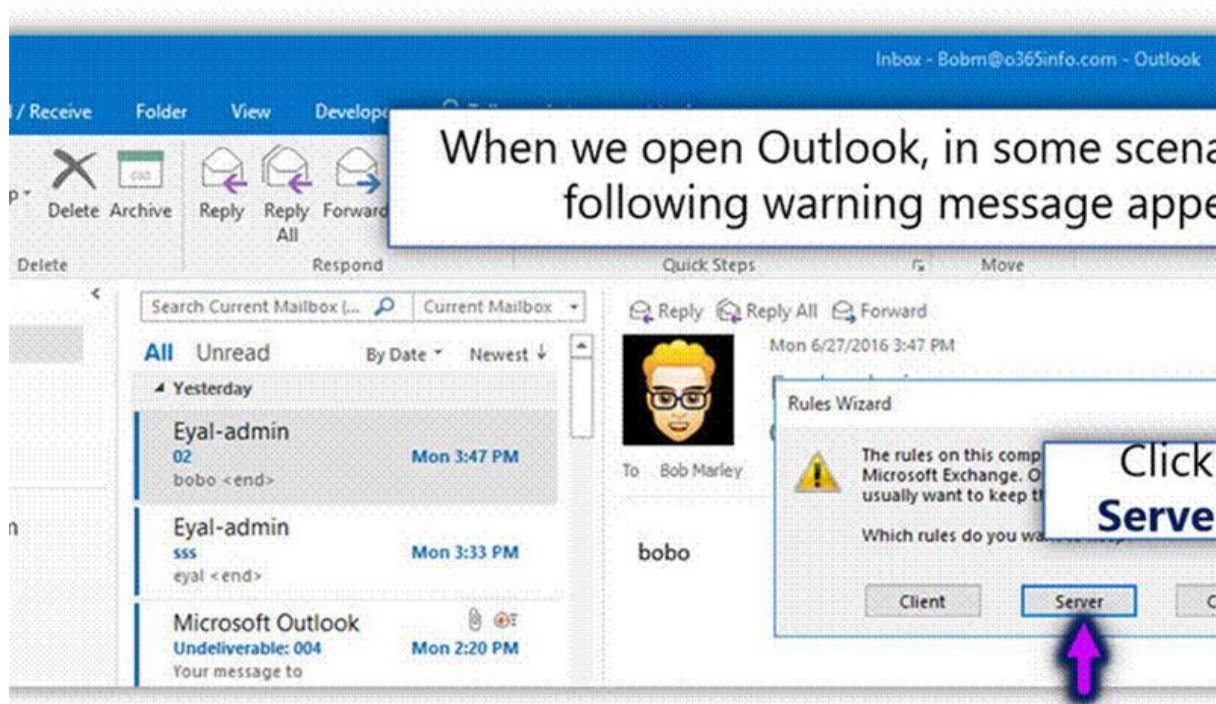 Inbox - Bobm@o365info.com - Outlook
/ Receive Folder View Develope
When we open Outlook, in some scena
following warning message appe
Delete Archive Reply Reply All Forward
Delete Respond Quick Steps Move
Search Current Mailbox (... Current Mailbox
All Unread By Date Newest ↓
Yesterday
Eyal-admin
02 Mon 3:47 PM
bobo <end>
Eyal-admin
sss Mon 3:33 PM
eyal <end>
Microsoft Outlook
Undeliverable: 004 Mon 2:20 PM
Your message to
Reply Reply All Forward
Mon 6/27/2016 3:47 PM
To Bob Marley
bobo
Rules Wizard
The rules on this comp
Microsoft Exchange. O
usually want to keep t
Which rules do you wa
Click
Serve
Client Server C